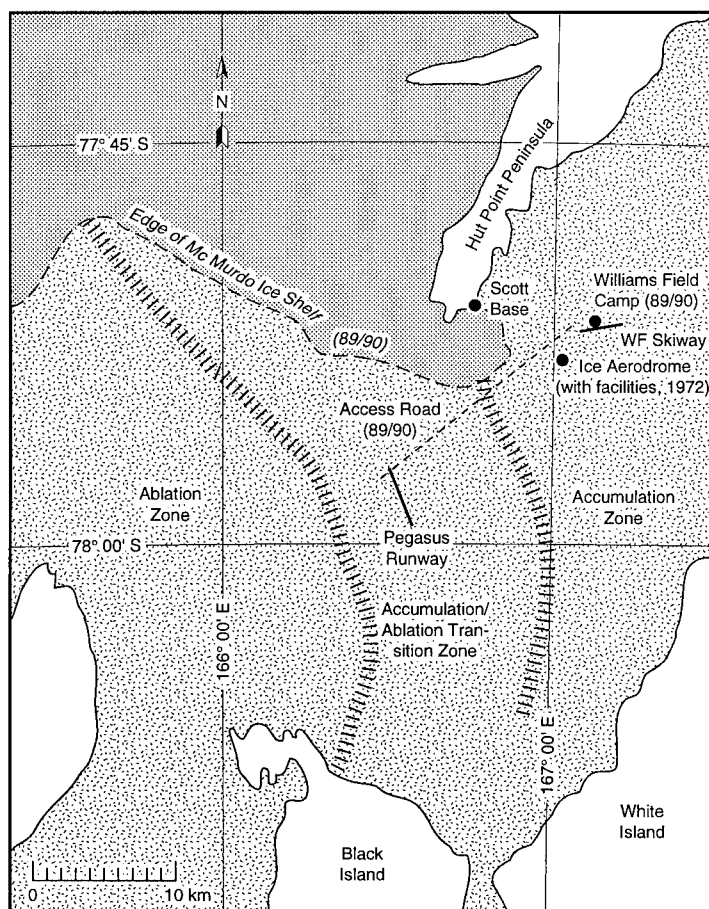 N
77° 45' S
Hut Point Peninsula
Edge of Mc Murdo Ice Shelf
(89/90)
Scott
Base
Williams Field
Camp (89/90)
WF Skiway
Ice Aerodrome
(with facilities, 1972)
Access Road
(89/90)
Ablation
Zone
Accumulation
Zone
78° 00' S
Pegasus
Runway
Accumulation/
Ablation Tran-
sition Zone
166° 00' E
167° 00' E
White
Island
Black
Island
0
10 km